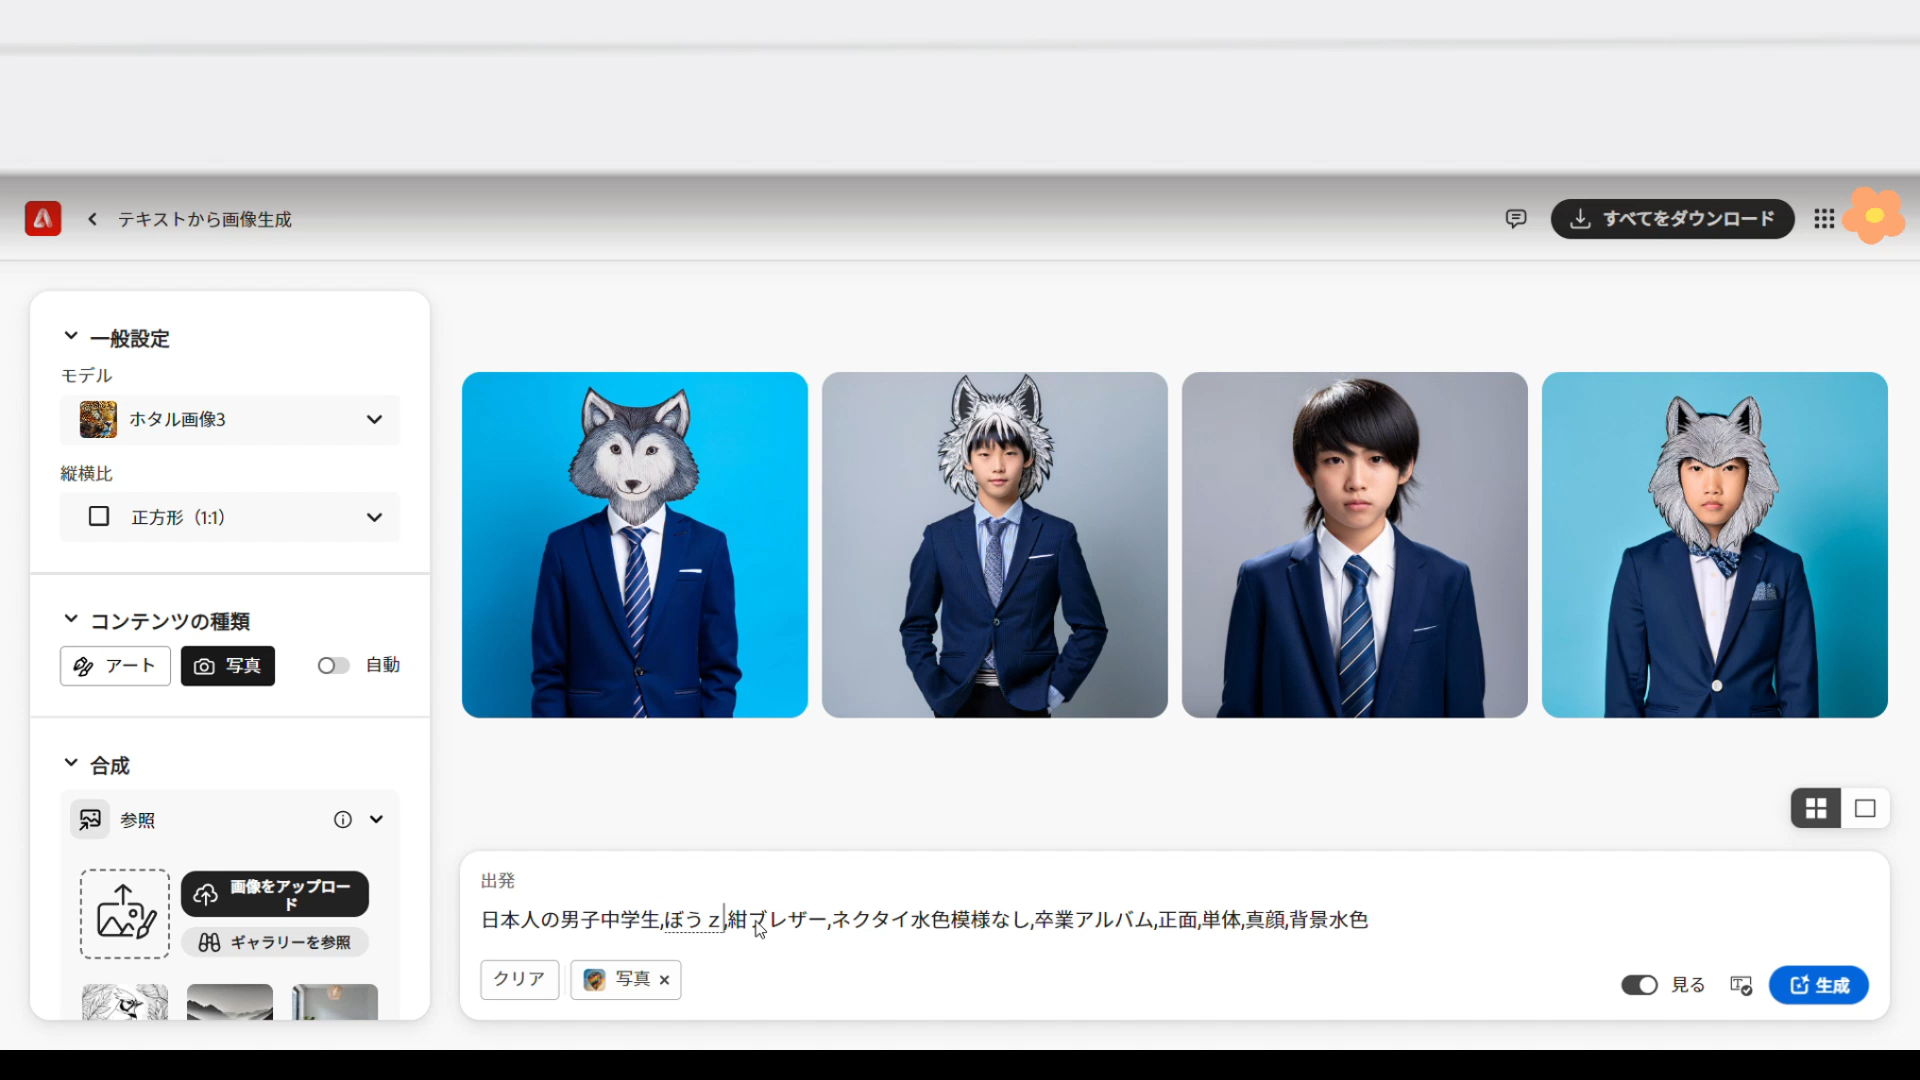 テキストから画像生成
すべてをダウンロード
一般設定
モデル
ホタル画像3
縦横比
正方形（1:1）
コンテンツの種類
アート
写真
自動
合成
参照
画像をアップロー
ド
ギャラリーを参照
出発
日本人の男子中学生,ぼうｚ,紺ブレザー,ネクタイ水色模様なし,卒業アルバム,正面,単体,真顔,背景水色
クリア
写真
見る
生成